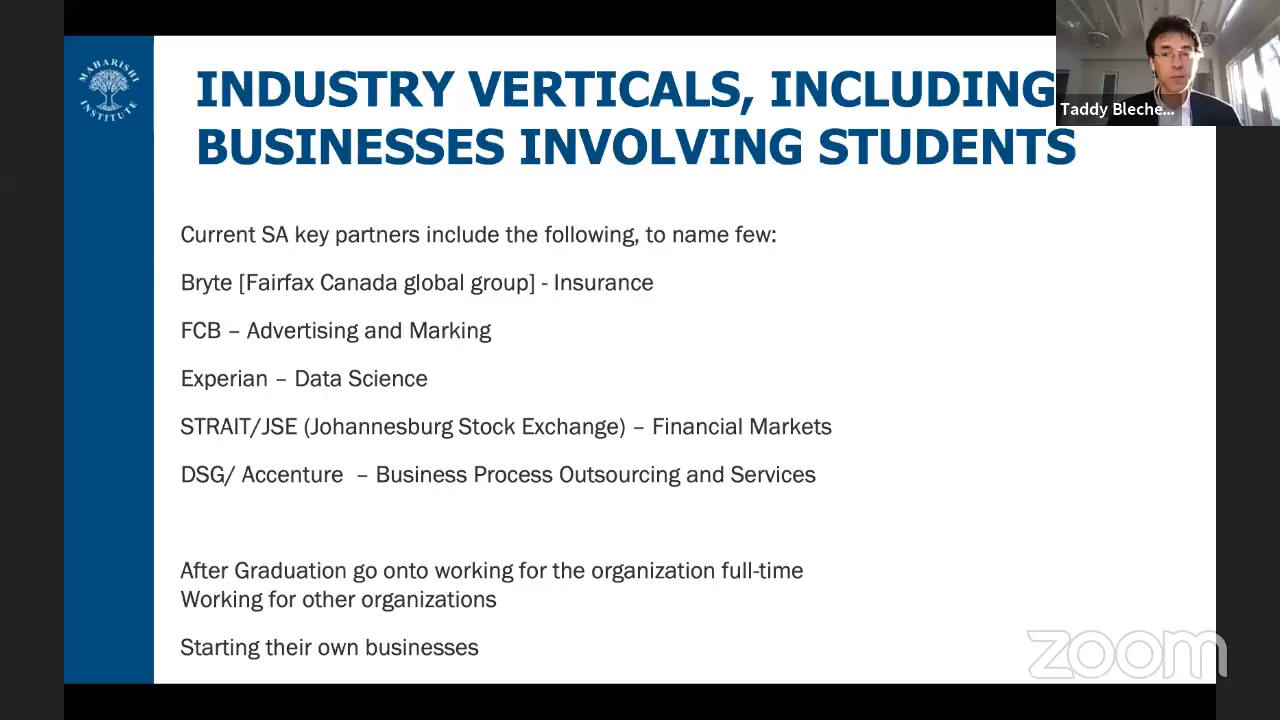 MAHARISHI
INSTITUTE
INDUSTRY VERTICALS, INCLUDING
BUSINESSES INVOLVING STUDENTS
Taddy Bleche...
Current SA key partners include the following, to name few:
Bryte [Fairfax Canada global group] - Insurance
FCB – Advertising and Marking
Experian – Data Science
STRAIT/JSE (Johannesburg Stock Exchange) – Financial Markets
DSG/ Accenture – Business Process Outsourcing and Services
After Graduation go onto working for the organization full-time
Working for other organizations
Starting their own businesses
zoom